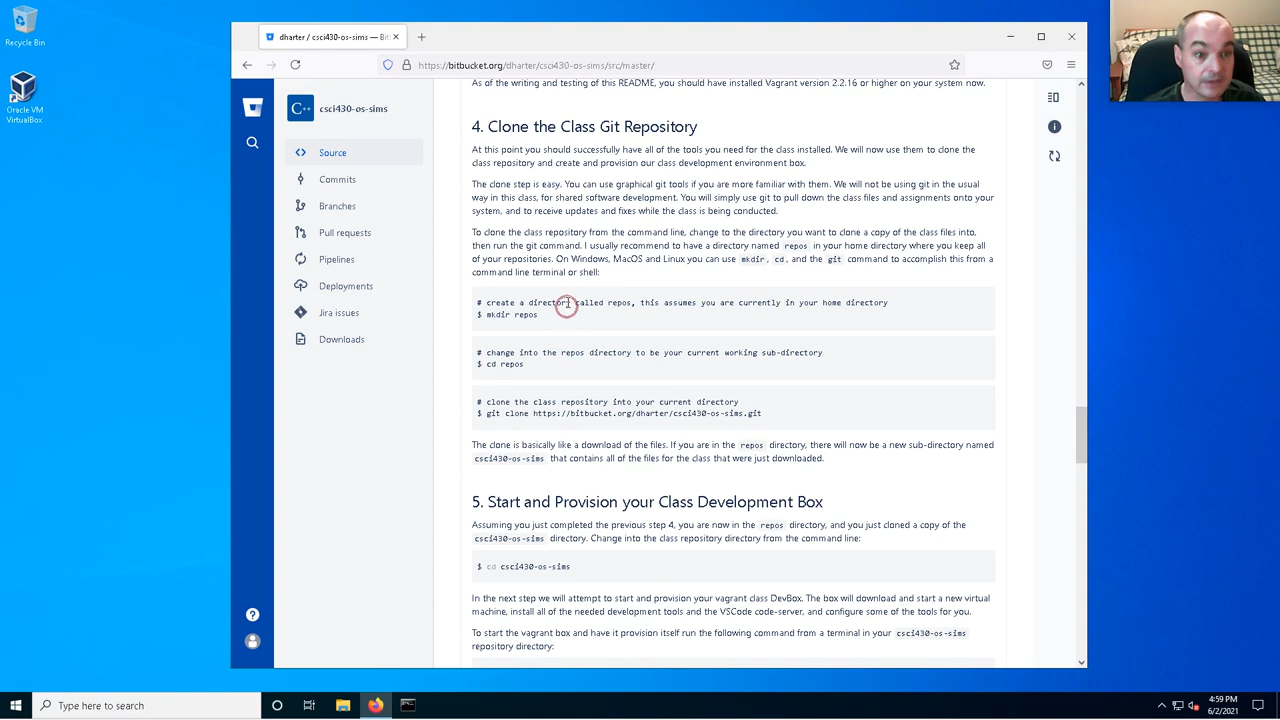 Recycle Bin
Oracle VM
VirtualBox
dharter / csci430-os-sims — Bit
https://bitbucket.org/dharter/csci430-os-sims/src/master/
C++
csci430-os-sims
Source
Commits
Branches
Pull requests
Pipelines
Deployments
Jira issues
Downloads
As of the writing and testing of this README, you should have installed Vagrant version 2.2.16 or higher on your system now.
4. Clone the Class Git Repository
At this point you should successfully have all of the tools you need for the class installed. We will now use them to clone the
class repository and create and provision our class development environment box.
The clone step is easy. You can use graphical git tools if you are more familiar with them. We will not be using git in the usual
way in this class, for shared software development. You will simply use git to pull down the class files and assignments onto your
system, and to receive updates and fixes while the class is being conducted.
To clone the class repository from the command line, change to the directory you want to clone a copy of the class files into,
then run the git command. I usually recommend to have a directory named repos in your home directory where you keep all
of your repositories. On Windows, MacOS and Linux you can use mkdir, cd, and the git command to accomplish this from a
command line terminal or shell:
# create a directory called repos, this assumes you are currently in your home directory
$ mkdir repos
# change into the repos directory to be your current working sub-directory
$ cd repos
# clone the class repository into your current directory
$ git clone https://bitbucket.org/dharter/csci430-os-sims.git
The clone is basically like a download of the files. If you are in the repos directory, there will now be a new sub-directory named
csci430-os-sims that contains all of the files for the class that were just downloaded.
5. Start and Provision your Class Development Box
Assuming you just completed the previous step 4, you are now in the repos directory, and you just cloned a copy of the
csci430-os-sims directory. Change into the class repository directory from the command line:
$ cd csci430-os-sims
In the next step we will attempt to start and provision your vagrant class DevBox. The box will download and start a new virtual
machine, install all of the needed development tools and the VSCode code-server, and configure some of the tools for you.
To start the vagrant box and have it provision itself run the following command from a terminal in your csci430-os-sims
repository directory:
Type here to search
4:59 PM
6/2/2021